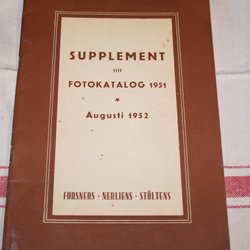 SUPPLEMENT
till
FOTOKATALOG 1951
*
Augusti 1952
FORSNERS - NERLIENS - STÖLTENS